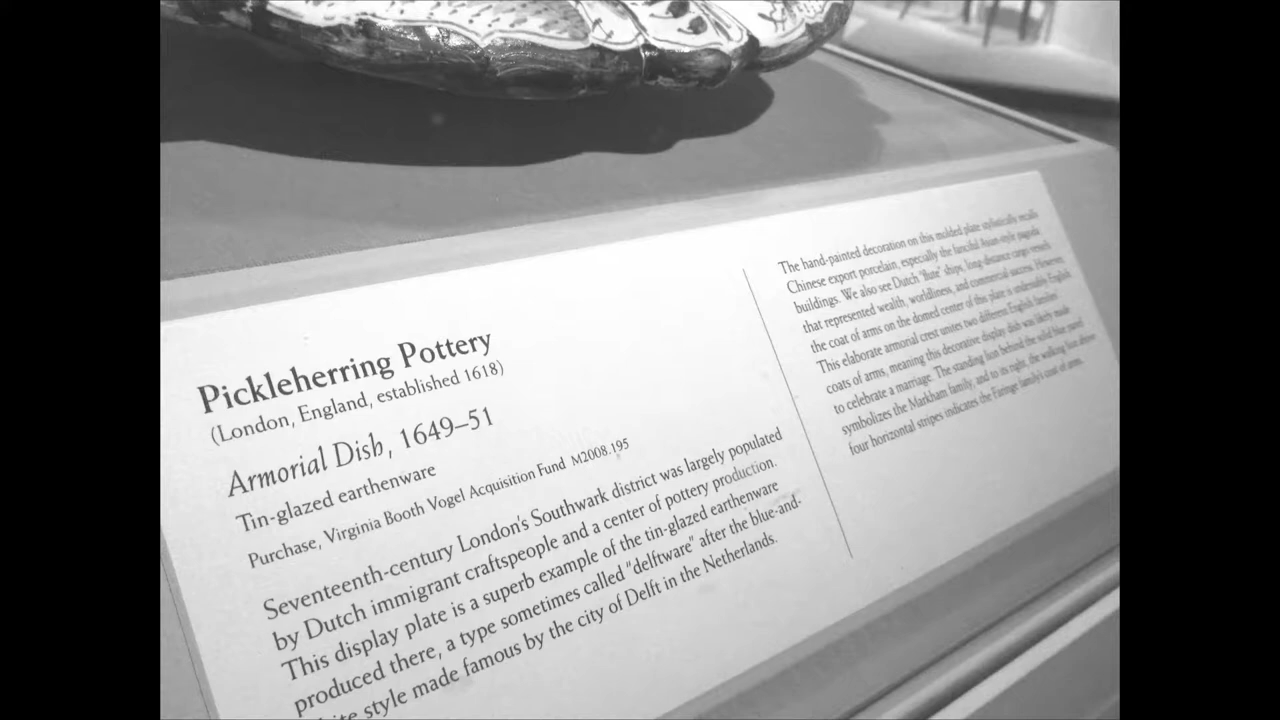 Pickleherring Pottery
(London, England, established 1618)
Armorial Dish, 1649–51
Tin-glazed earthenware
Purchase, Virginia Booth Vogel Acquisition Fund M2008.195
Seventeenth-century London's Southwark district was largely populated
by Dutch immigrant craftspeople and a center of pottery production.
This display plate is a superb example of the tin-glazed earthenware
produced there, a type sometimes called "delftware" after the blue-and-
style made famous by the city of Delft in the Netherlands.
The hand-painted decoration on this molded plate stylistically recalls
Chinese export porcelain, especially the fanciful Asian-style pagoda
buildings. We also see Dutch "flute" ships, long-distance cargo vessels
that represented wealth, worldliness, and commercial success. However,
the coat of arms on the domed center of this plate is undeniably English.
This elaborate armorial crest unites two different English families'
coats of arms, meaning this decorative display dish was likely made
to celebrate a marriage. The standing lion behind the solid blue band
symbolizes the Markham family, and to its right, the walking lion above
four horizontal stripes indicates the Faringe family's coat of arms.